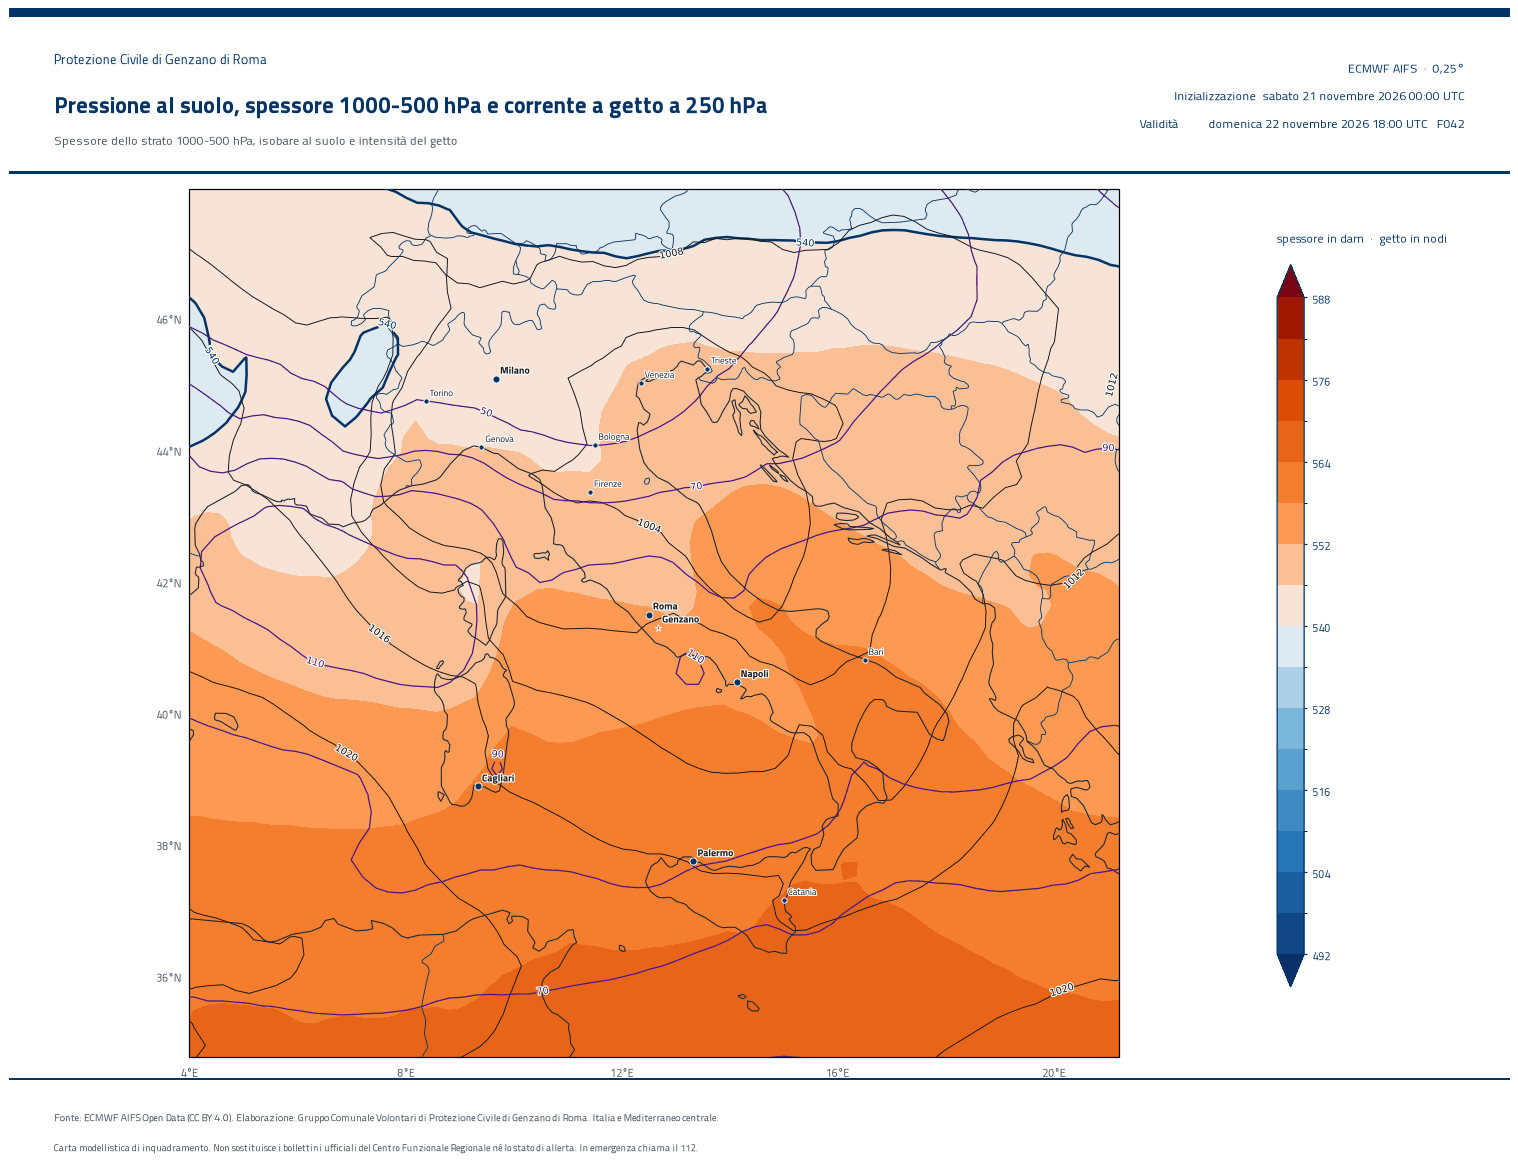 Protezione Civile di Genzano di Roma
Pressione al suolo, spessore 1000-500 hPa e corrente a getto a 250 hPa
Spessore dello strato 1000-500 hPa, isobare al suolo e intensità del getto
ECMWF AIFS · 0,25°
Inizializzazione sabato 21 novembre 2026 00:00 UTC
Validità domenica 22 novembre 2026 18:00 UTC F042
spessore in dam · getto in nodi
588
576
564
552
540
528
516
504
492
46°N
44°N
42°N
40°N
38°N
36°N
4°E
8°E
12°E
16°E
20°E
540
1008
540
540
1012
Trieste
Venezia
Milano
Torino
50
Bologna
Genova
90
Firenze
70
1004
1012
Roma
Genzano
1016
110
110
Bari
Napoli
1020
90
Cagliari
Palermo
Catania
70
1020
Fonte: ECMWF AIFS Open Data (CC BY 4.0). Elaborazione: Gruppo Comunale Volontari di Protezione Civile di Genzano di Roma. Italia e Mediterraneo centrale.
Carta modellistica di inquadramento. Non sostituisce i bollettini ufficiali del Centro Funzionale Regionale né lo stato di allerta. In emergenza chiama il 112.